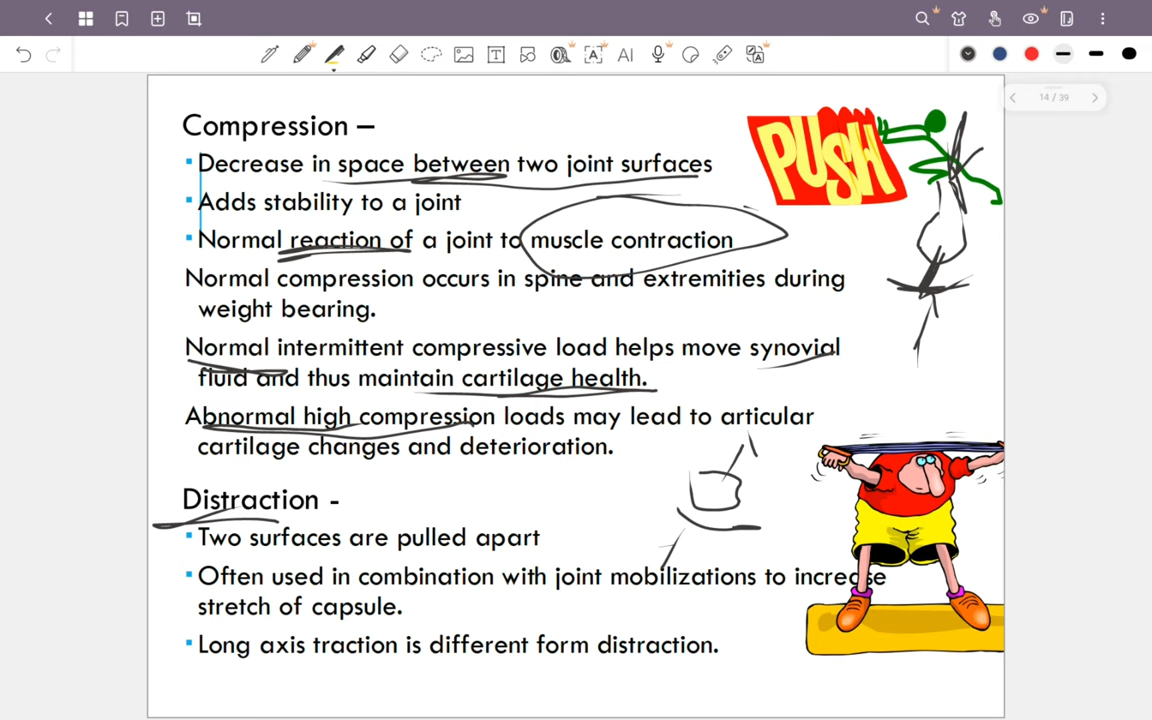 14 / 39
Compression –
Decrease in space between two joint surfaces
Adds stability to a joint
Normal reaction of a joint to muscle contraction
Normal compression occurs in spine and extremities during
weight bearing.
Normal intermittent compressive load helps move synovial
fluid and thus maintain cartilage health.
Abnormal high compression loads may lead to articular
cartilage changes and deterioration.
Distraction -
Two surfaces are pulled apart
Often used in combination with joint mobilizations to increase
stretch of capsule.
Long axis traction is different form distraction.
PUSH
T
A
AI
A